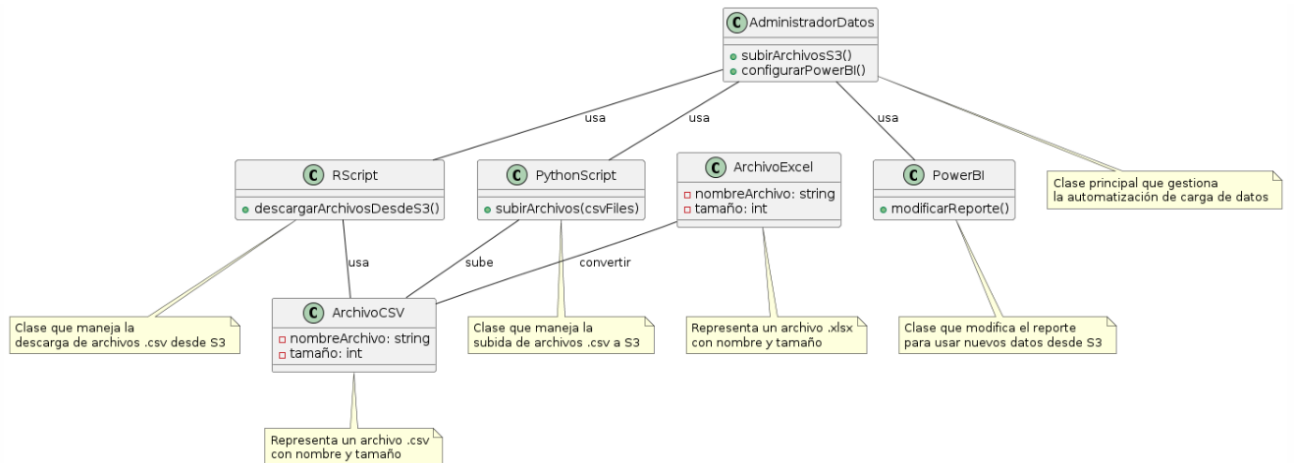 C AdministradorDatos
subirArchivosS3()
configurarPowerBI()
usa
usa
usa
C RScript
descargarArchivosDesdeS3()
C PythonScript
subirArchivos(csvFiles)
C ArchivoExcel
nombreArchivo: string
tamaño: int
C PowerBI
modificarReporte()
Clase principal que gestiona
la automatización de carga de datos
usa
sube
convertir
Clase que maneja la
descarga de archivos .csv desde S3
C ArchivoCSV
nombreArchivo: string
tamaño: int
Clase que maneja la
subida de archivos .csv a S3
Representa un archivo .xlsx
con nombre y tamaño
Clase que modifica el reporte
para usar nuevos datos desde S3
Representa un archivo .csv
con nombre y tamaño